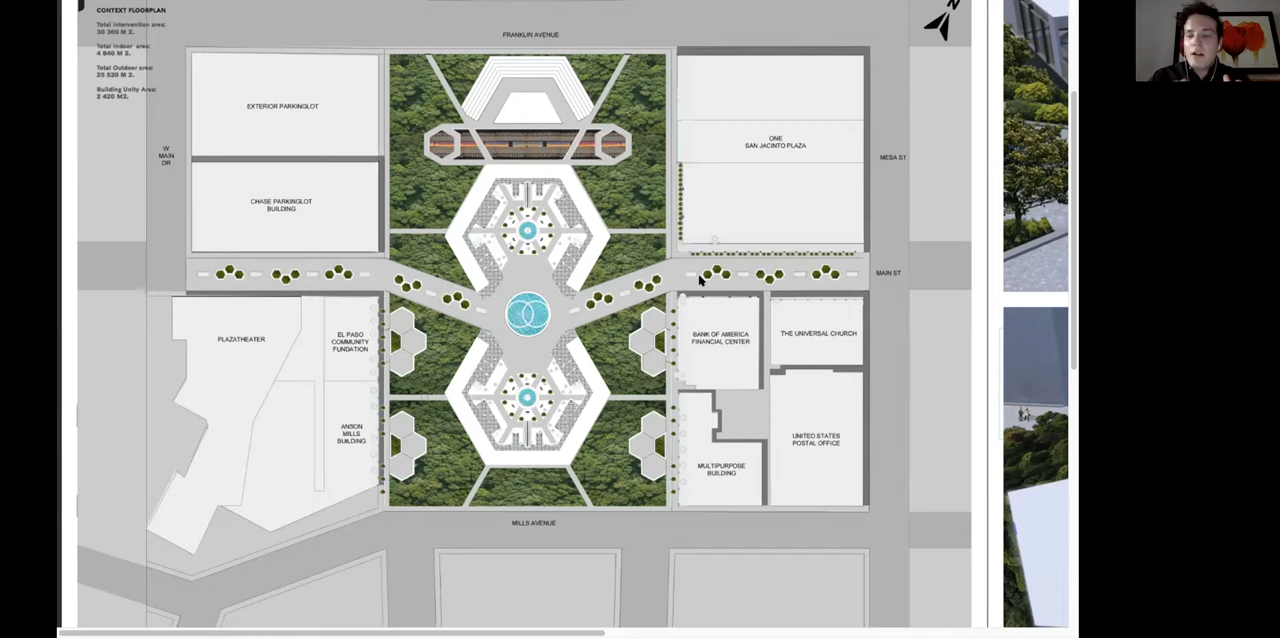 CONTEXT FLOORPLAN
Total intervention area:
30 360 M 2.
Total Indoor area:
4 840 M 2.
Total Outdoor area:
25 520 M 2.
Building Unity Area:
2 420 M2.
FRANKLIN AVENUE
N
EXTERIOR PARKINGLOT
W
MAIN
DR
ONE
SAN JACINTO PLAZA
MESA ST
CHASE PARKINGLOT
BUILDING
MAIN ST
PLAZATHEATER
EL PASO
COMMUNITY
FUNDATION
BANK OF AMERICA
FINANCIAL CENTER
THE UNIVERSAL CHURCH
ANSON
MILLS
BUILDING
UNITED STATES
POSTAL OFFICE
MULTIPURPOSE
BUILDING
MILLS AVENUE